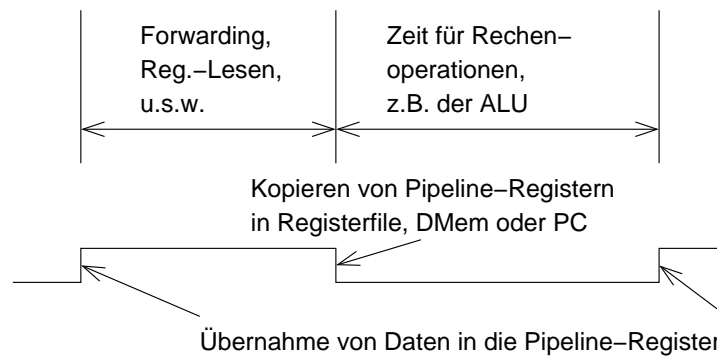 Forwarding,
Reg.–Lesen,
u.s.w.
Zeit für Rechen–
operationen,
z.B. der ALU
Kopieren von Pipeline–Registern
in Registerfile, DMem oder PC
Übernahme von Daten in die Pipeline–Register